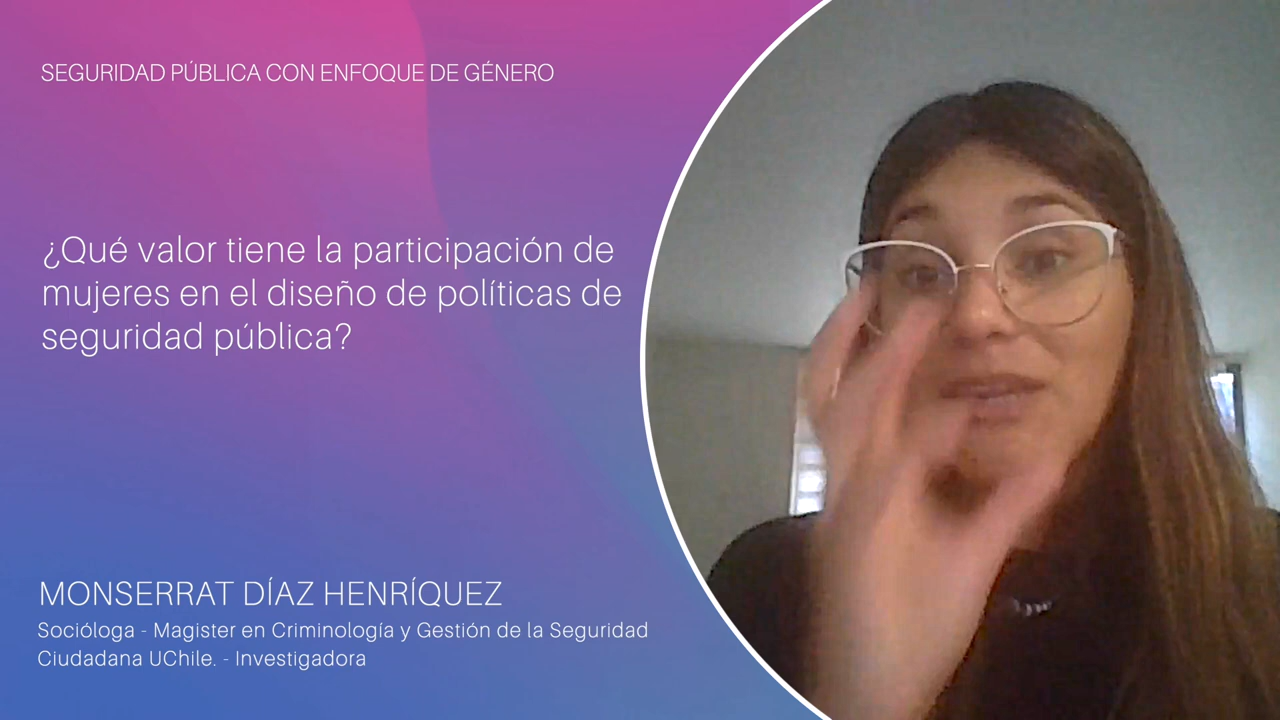 SEGURIDAD PÚBLICA CON ENFOQUE DE GÉNERO
¿Qué valor tiene la participación de
mujeres en el diseño de políticas de
seguridad pública?
MONSERRAT DÍAZ HENRÍQUEZ
Socióloga - Magister en Criminología y Gestión de la Seguridad
Ciudadana UChile. - Investigadora